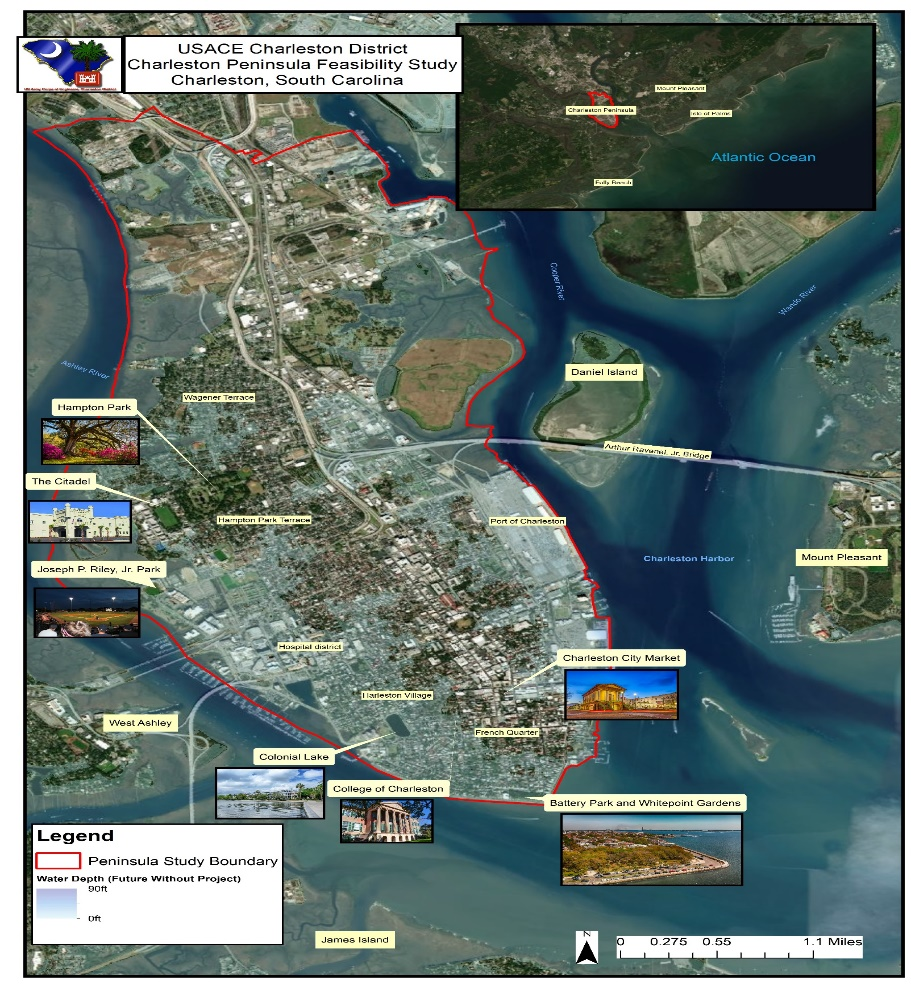 USACE Charleston District
Charleston Peninsula Feasibility Study
Charleston, South Carolina
Mount Pleasant
Charleston Peninsula
Isle of Palms
Atlantic Ocean
Folly Beach
Cooper River
Wando River
Ashley River
Daniel Island
Wagener Terrace
Hampton Park
Arthur Ravenel, Jr. Bridge
The Citadel
Hampton Park Terrace
Port of Charleston
Charleston Harbor
Mount Pleasant
Joseph P. Riley, Jr. Park
Hospital district
Charleston City Market
Harleston Village
West Ashley
French Quarter
Colonial Lake
College of Charleston
Battery Park and Whitepoint Gardens
Legend
Peninsula Study Boundary
Water Depth (Future Without Project)
90ft
0ft
James Island
N
0 0.275 0.55 1.1 Miles